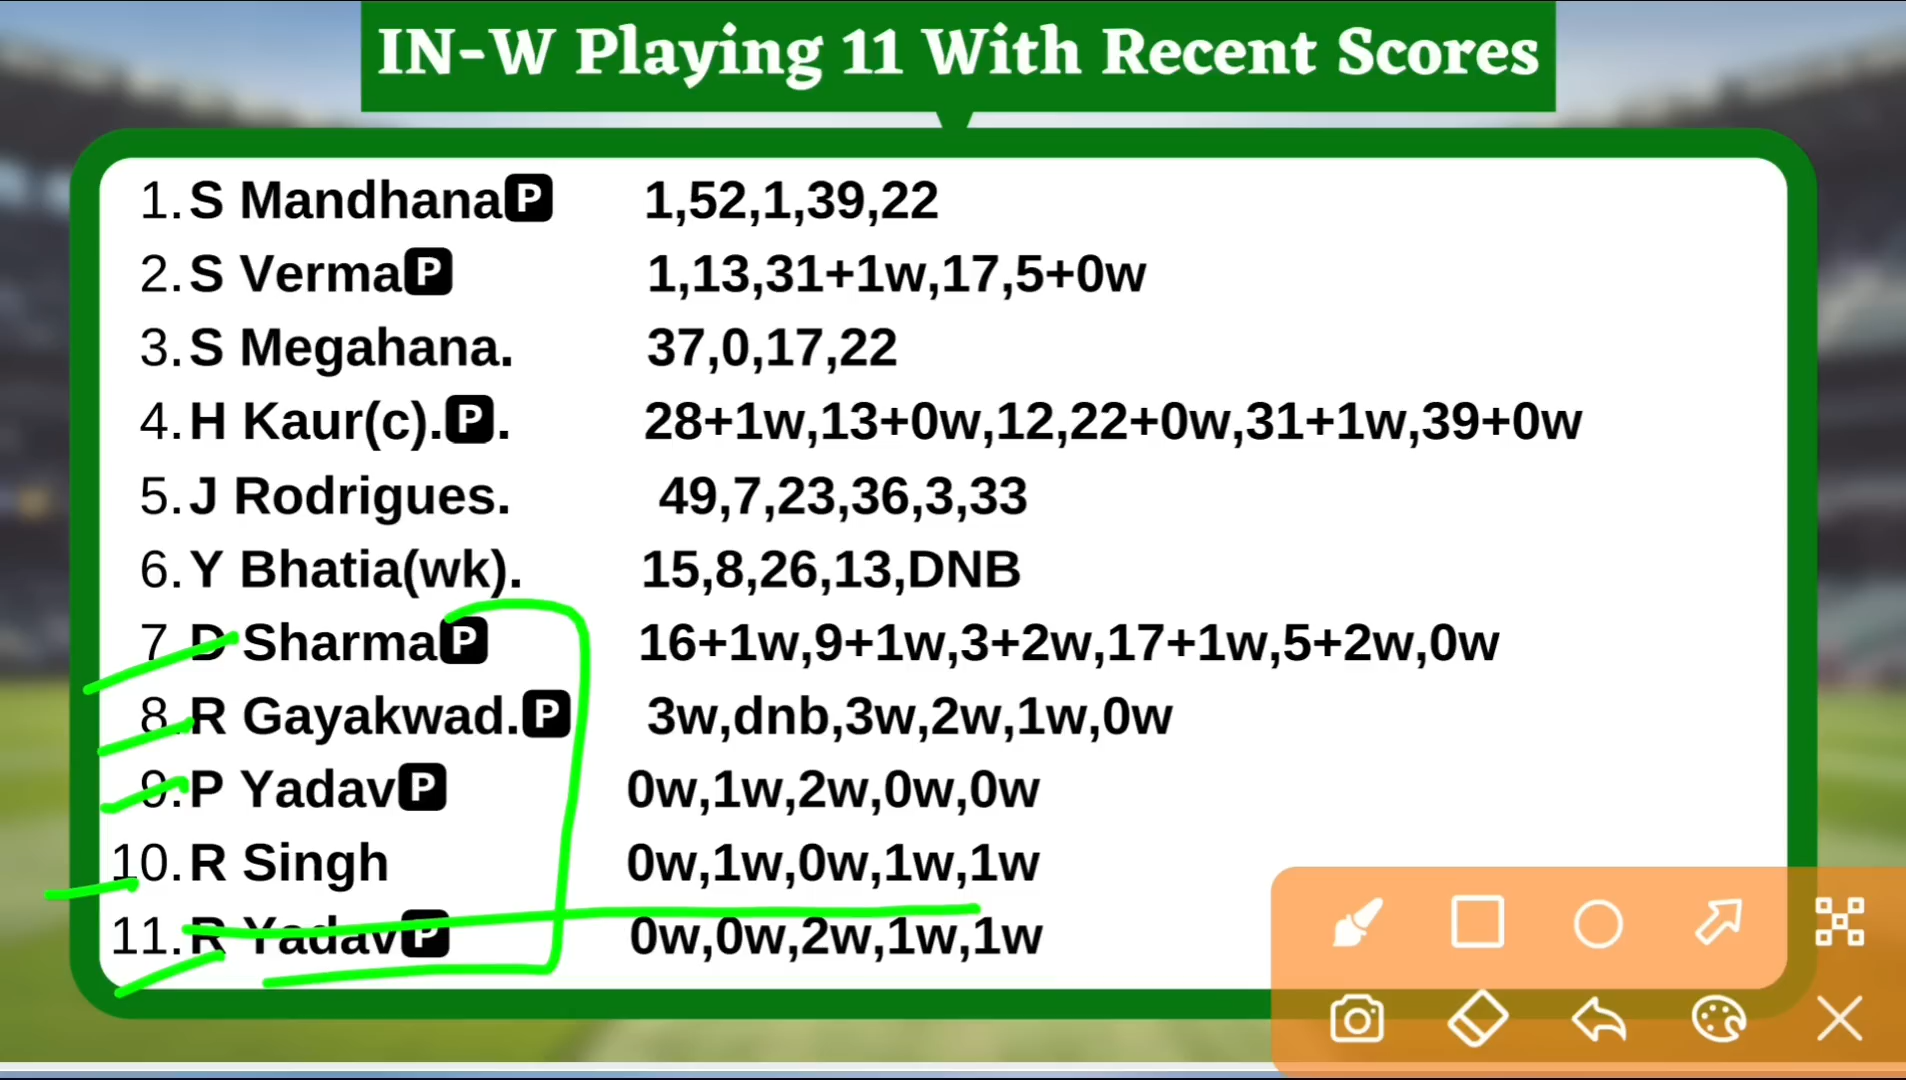 IN-W Playing 11 With Recent Scores
1. S Mandhana🅿 1,52,1,39,22
2. S Verma🅿 1,13,31+1w,17,5+0w
3. S Megahana. 37,0,17,22
4. H Kaur(c).🅿. 28+1w,13+0w,12,22+0w,31+1w,39+0w
5. J Rodrigues. 49,7,23,36,3,33
6. Y Bhatia(wk). 15,8,26,13,DNB
7. D Sharma🅿 16+1w,9+1w,3+2w,17+1w,5+2w,0w
8. R Gayakwad.🅿 3w,dnb,3w,2w,1w,0w
9. P Yadav🅿 0w,1w,2w,0w,0w
10. R Singh 0w,1w,0w,1w,1w
11. R Yadav🅿 0w,0w,2w,1w,1w